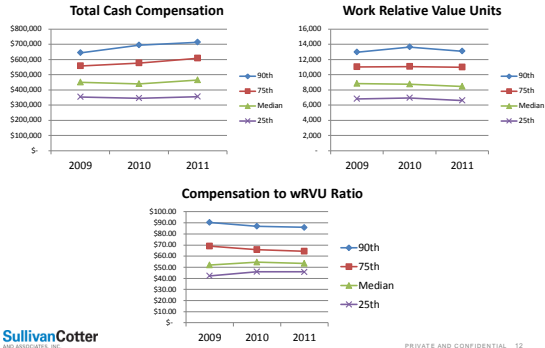 Total Cash Compensation
$800,000
$700,000
$600,000
$500,000
$400,000
$300,000
$200,000
$100,000
$-
2009 2010 2011
90th
75th
Median
25th
Work Relative Value Units
16,000
14,000
12,000
10,000
8,000
6,000
4,000
2,000
-
2009 2010 2011
90th
75th
Median
25th
Compensation to wRVU Ratio
$100.00
$90.00
$80.00
$70.00
$60.00
$50.00
$40.00
$30.00
$20.00
$10.00
$-
2009 2010 2011
90th
75th
Median
25th
SullivanCotter
AND ASSOCIATES, INC.
PRIVATE AND CONFIDENTIAL 12